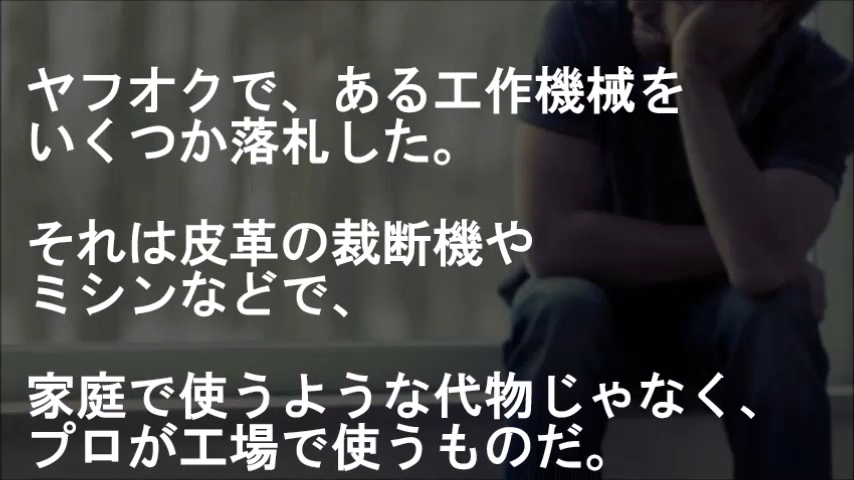 ヤフオクで、ある工作機械を
いくつか落札した。
それは皮革の裁断機や
ミシンなどで、
家庭で使うような代物じゃなく、
プロが工場で使うものだ。